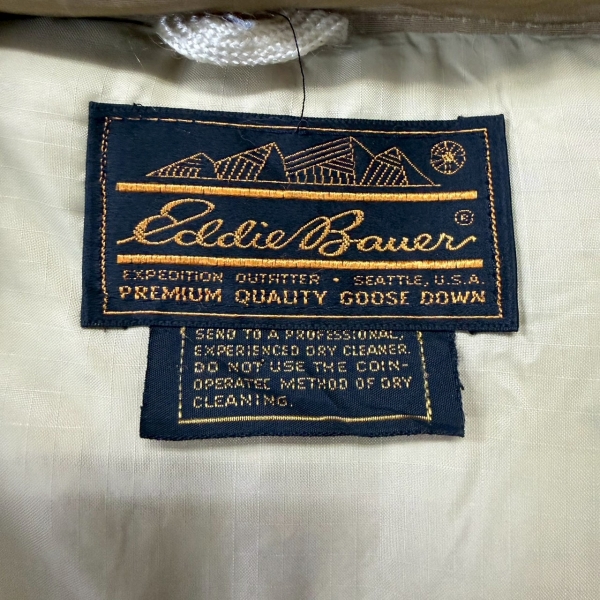 Eddie Bauer®
EXPEDITION OUTFITTER • SEATTLE, U.S.A.
PREMIUM QUALITY GOOSE DOWN
SEND TO A PROFESSIONAL,
EXPERIENCED DRY CLEANER.
DO NOT USE THE COIN-
OPERATED METHOD OF DRY
CLEANING.